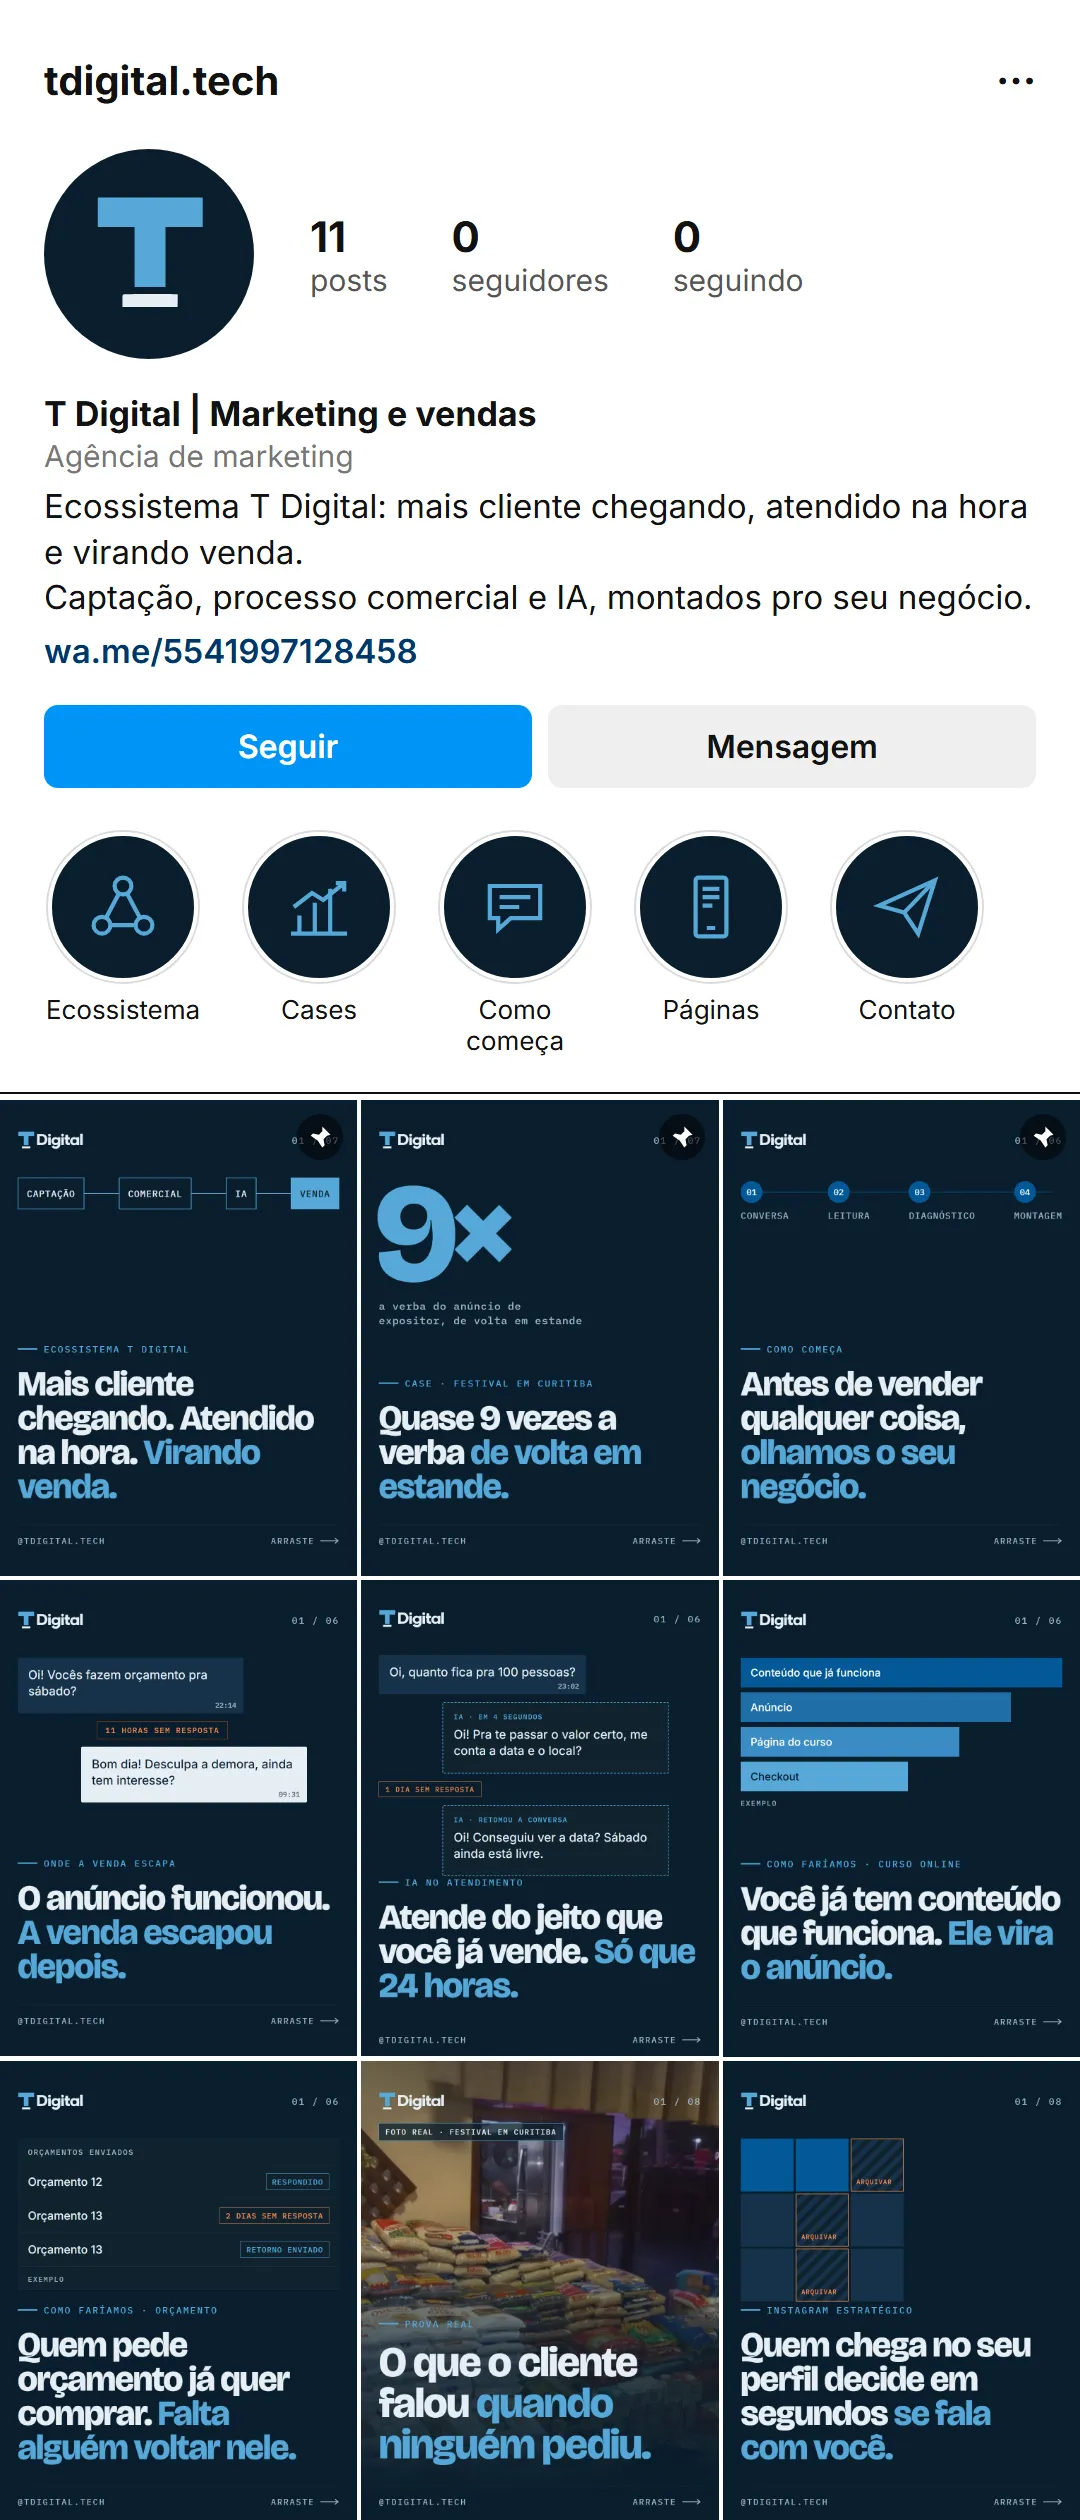 tdigital.tech
11
posts
0
seguidores
0
seguindo
T Digital | Marketing e vendas
Agência de marketing
Ecossistema T Digital: mais cliente chegando, atendido na hora
e virando venda.
Captação, processo comercial e IA, montados pro seu negócio.
wa.me/5541997128458
Seguir
Mensagem
Ecossistema
Cases
Como
começa
Páginas
Contato
T Digital
01 07
CAPTAÇÃO
COMERCIAL
IA
VENDA
ECOSSISTEMA T DIGITAL
Mais cliente
chegando. Atendido
na hora. Virando
venda.
@TDIGITAL.TECH
ARRASTE
T Digital
01 07
9×
a verba do anúncio de
expositor, de volta em estande
CASE · FESTIVAL EM CURITIBA
Quase 9 vezes a
verba de volta em
estande.
@TDIGITAL.TECH
ARRASTE
T Digital
01 06
01
02
03
04
CONVERSA
LEITURA
DIAGNÓSTICO
MONTAGEM
COMO COMEÇA
Antes de vender
qualquer coisa,
olhamos o seu
negócio.
@TDIGITAL.TECH
ARRASTE
T Digital
01 / 06
Oi! Vocês fazem orçamento pra
sábado?
22:14
11 HORAS SEM RESPOSTA
Bom dia! Desculpa a demora, ainda
tem interesse?
09:31
ONDE A VENDA ESCAPA
O anúncio funcionou.
A venda escapou
depois.
@TDIGITAL.TECH
ARRASTE
T Digital
01 / 06
Oi, quanto fica pra 100 pessoas?
23:02
IA · EM 4 SEGUNDOS
Oi! Pra te passar o valor certo, me
conta a data e o local?
1 DIA SEM RESPOSTA
IA · RETOMOU A CONVERSA
Oi! Conseguiu ver a data? Sábado
ainda está livre.
IA NO ATENDIMENTO
Atende do jeito que
você já vende. Só que
24 horas.
@TDIGITAL.TECH
ARRASTE
T Digital
01 / 06
Conteúdo que já funciona
Anúncio
Página do curso
Checkout
EXEMPLO
COMO FARÍAMOS · CURSO ONLINE
Você já tem conteúdo
que funciona. Ele vira
o anúncio.
@TDIGITAL.TECH
ARRASTE
T Digital
01 / 06
ORÇAMENTOS ENVIADOS
Orçamento 12
RESPONDIDO
Orçamento 13
2 DIAS SEM RESPOSTA
Orçamento 13
RETORNO ENVIADO
EXEMPLO
COMO FARÍAMOS · ORÇAMENTO
Quem pede
orçamento já quer
comprar. Falta
alguém voltar nele.
@TDIGITAL.TECH
ARRASTE
T Digital
01 / 08
FOTO REAL · FESTIVAL EM CURITIBA
PROVA REAL
O que o cliente
falou quando
ninguém pediu.
@TDIGITAL.TECH
ARRASTE
T Digital
01 / 08
ARQUIVAR
ARQUIVAR
ARQUIVAR
INSTAGRAM ESTRATÉGICO
Quem chega no seu
perfil decide em
segundos se fala
com você.
@TDIGITAL.TECH
ARRASTE